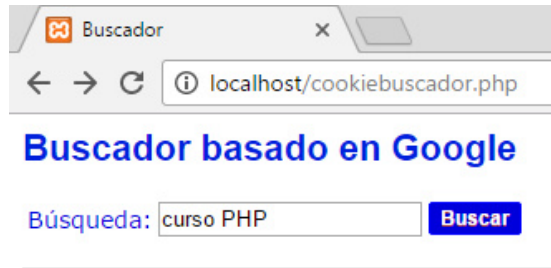 Buscador
localhost/cookiebuscador.php
Buscador basado en Google
Búsqueda: curso PHP Buscar